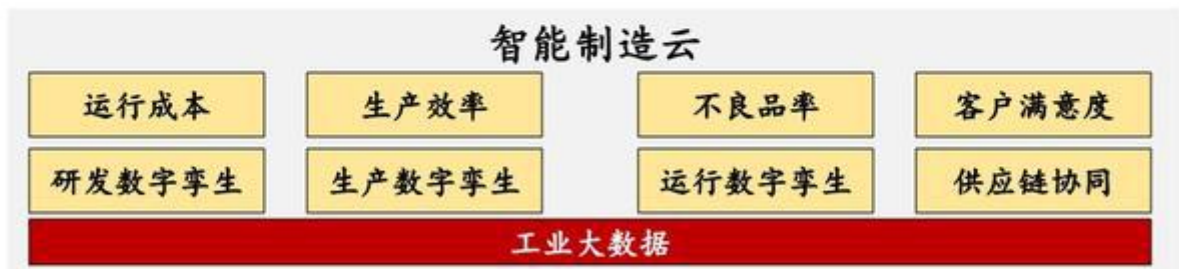 智能制造云
运行成本 生产效率 不良品率 客户满意度
研发数字孪生 生产数字孪生 运行数字孪生 供应链协同
工业大数据